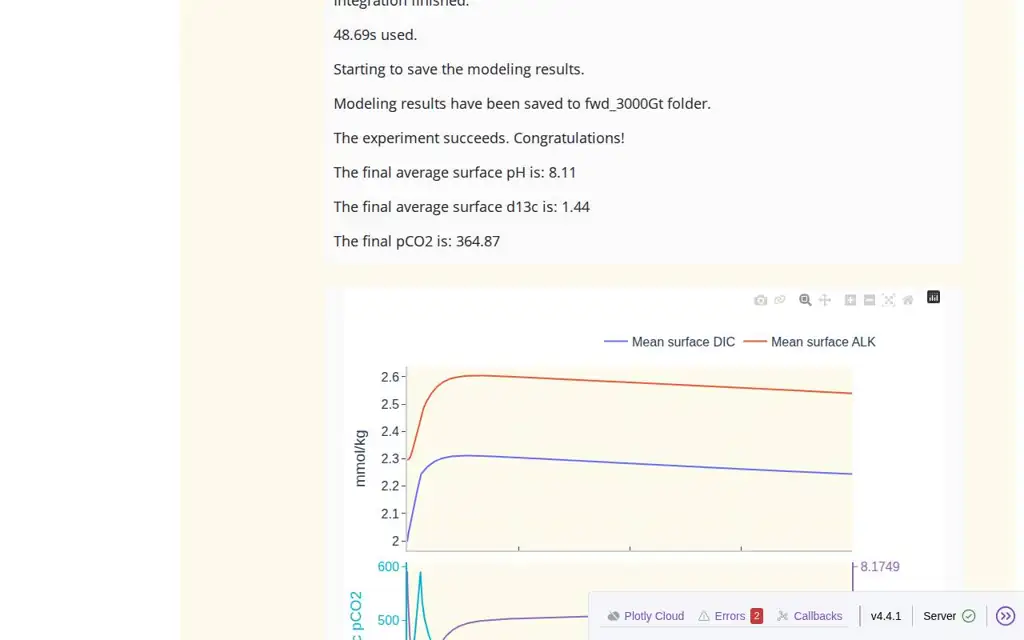 Integration finished.
48.69s used.
Starting to save the modeling results.
Modeling results have been saved to fwd_3000Gt folder.
The experiment succeeds. Congratulations!
The final average surface pH is: 8.11
The final average surface d13c is: 1.44
The final pCO2 is: 364.87
Mean surface DIC Mean surface ALK
2.6
2.5
2.4
2.3
2.2
2.1
2
mmol/kg
600
8.1749
500
c pCO2
Plotly Cloud Errors 2 Callbacks v4.4.1 Server